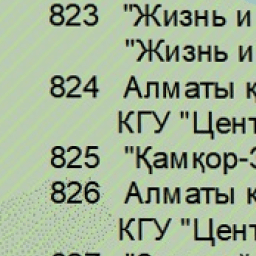 823 "Жизнь и
"Жизнь и
824 Алматы қ
КГУ "Цент
825 "Қамқор-
826 Алматы қ
КГУ "Цент